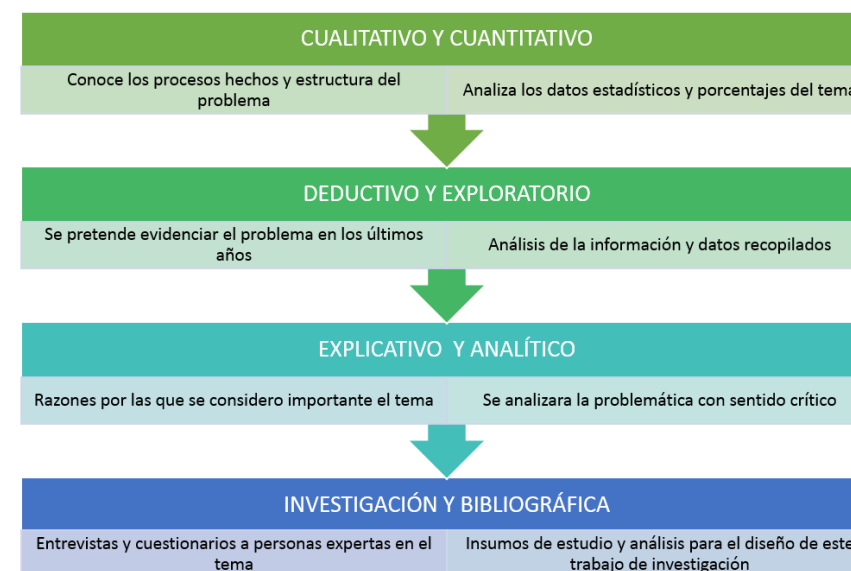 CUALITATIVO Y CUANTITATIVO
Conoce los procesos hechos y estructura del
problema
Analiza los datos estadísticos y porcentajes del tema
DEDUCTIVO Y EXPLORATORIO
Se pretende evidenciar el problema en los últimos
años
Análisis de la información y datos recopilados
EXPLICATIVO Y ANALÍTICO
Razones por las que se considero importante el tema
Se analizara la problemática con sentido crítico
INVESTIGACIÓN Y BIBLIOGRÁFICA
Entrevistas y cuestionarios a personas expertas en el
tema
Insumos de estudio y análisis para el diseño de este
trabajo de investigación